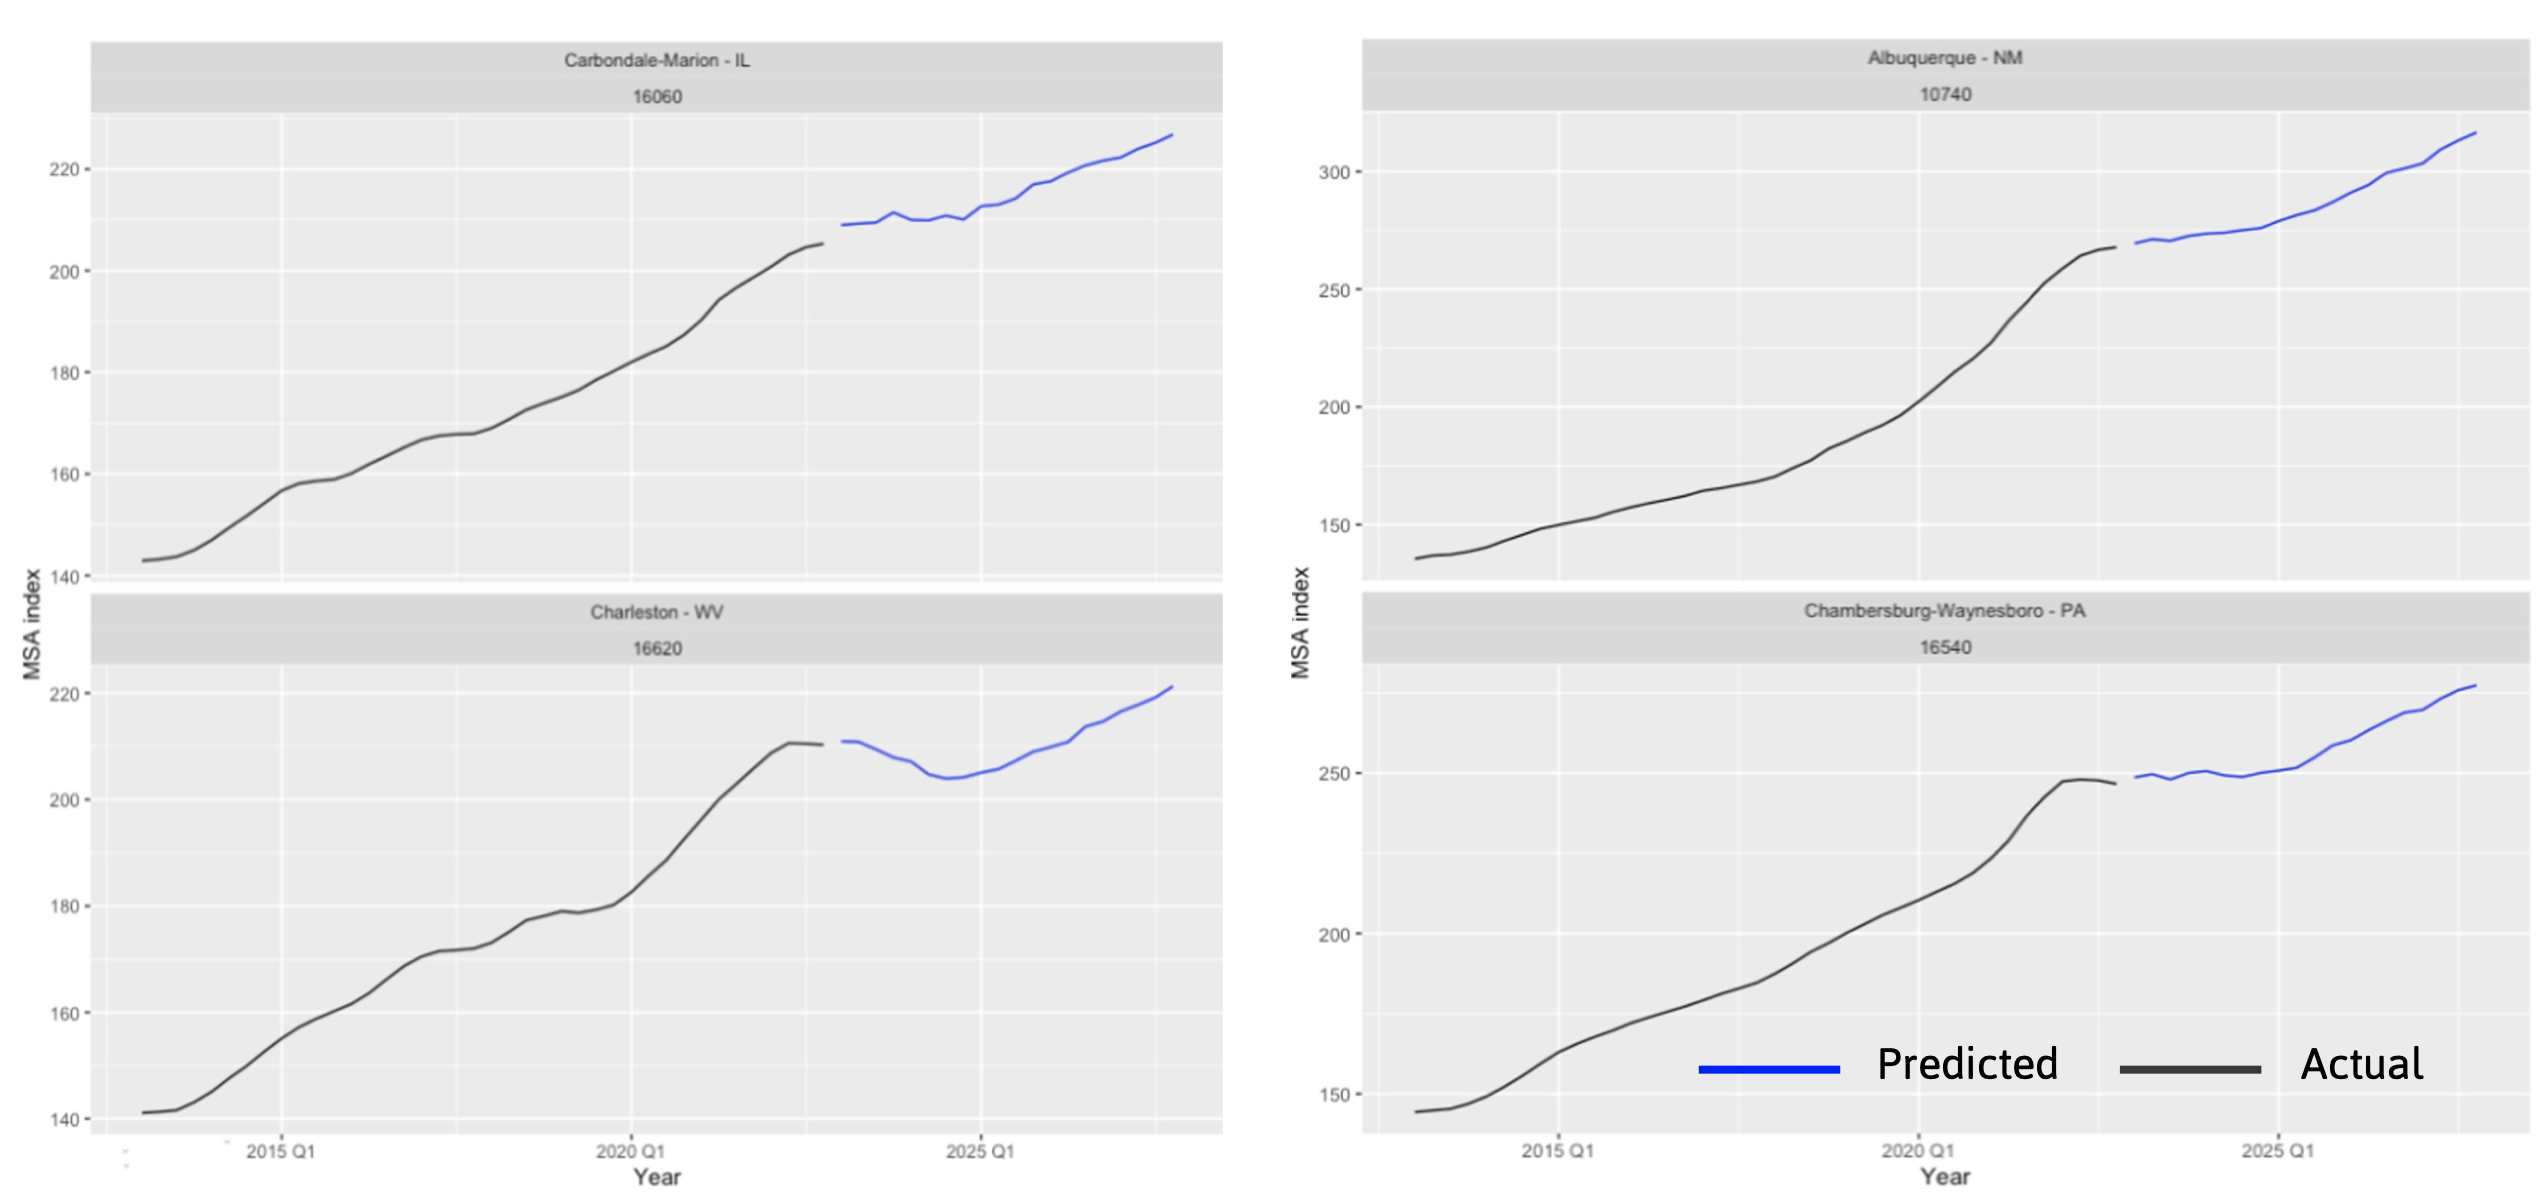 Carbondale-Marion - IL
16060
220
200
180
160
140
Charleston - WV
16620
220
200
180
160
140
MSA index
2015 Q1 2020 Q1 2025 Q1
Year
Albuquerque - NM
10740
300
250
200
150
Chambersburg-Waynesboro - PA
16540
250
200
150
MSA index
Predicted Actual
2015 Q1 2020 Q1 2025 Q1
Year